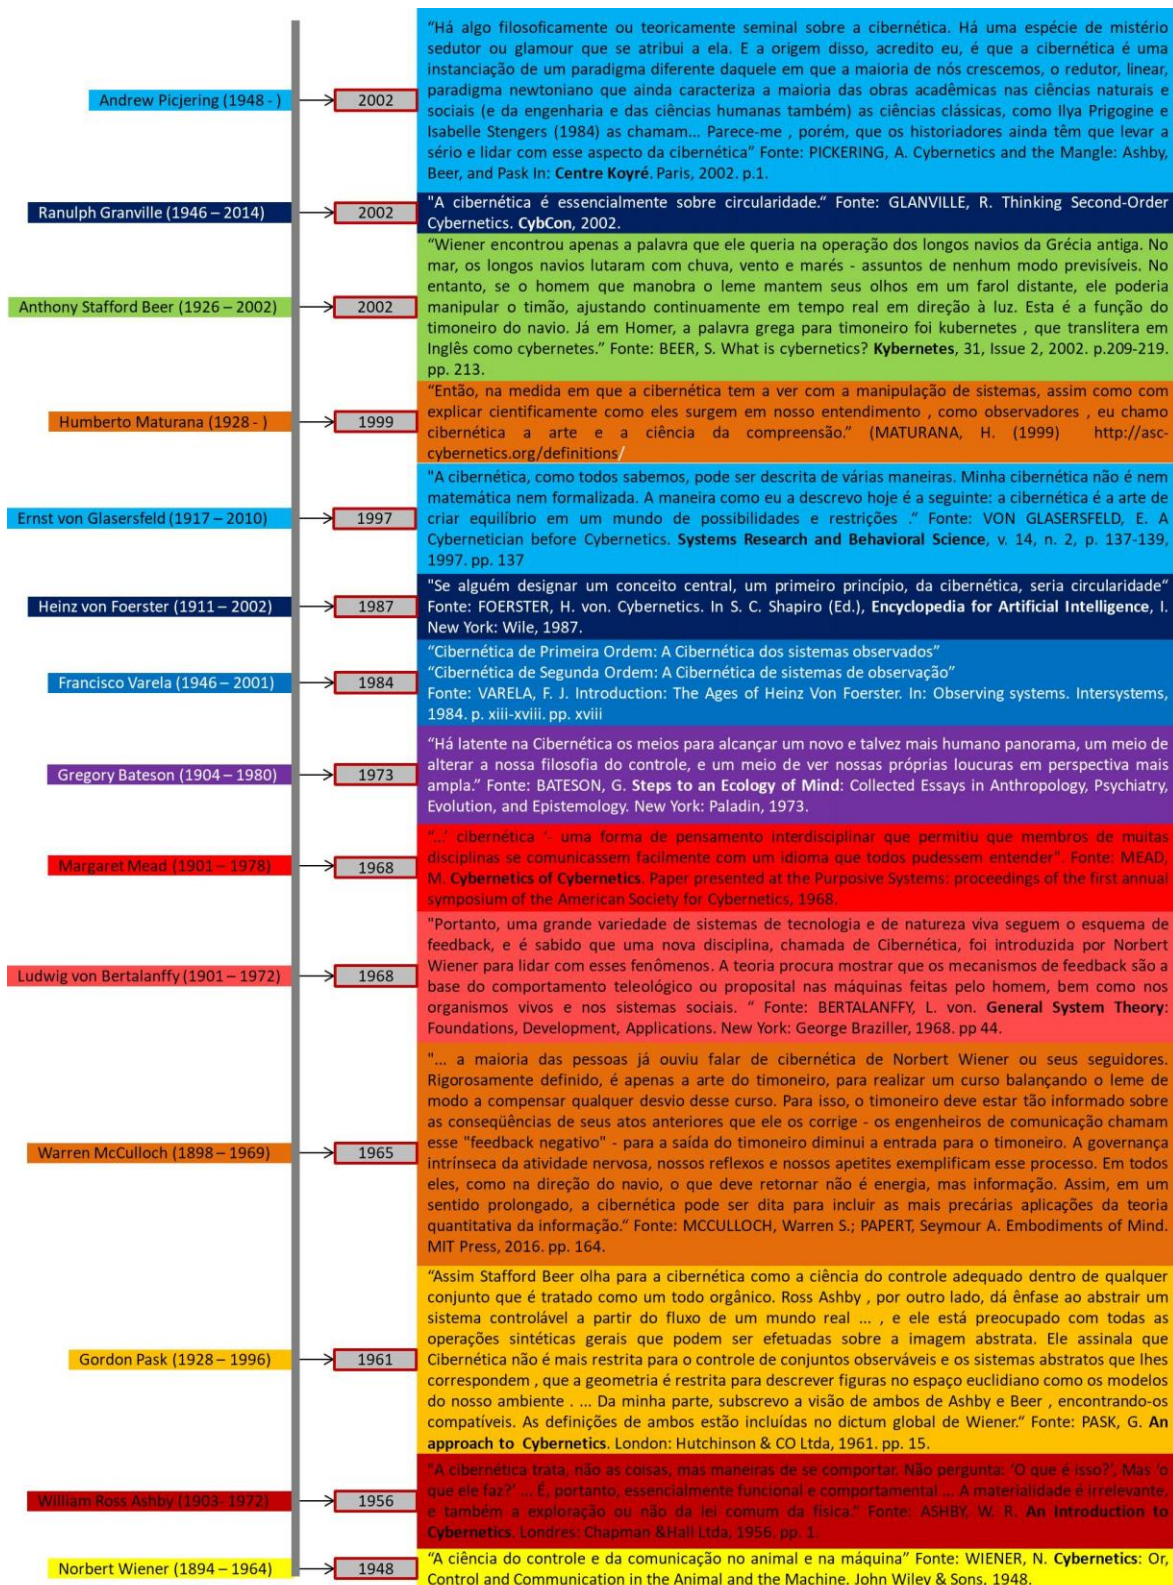 “Há algo filosoficamente ou teoricamente seminal sobre a cibernética. Há uma espécie de mistério
sedutor ou glamour que se atribui a ela. E a origem disso, acredito eu, é que a cibernética é uma
instanciação de um paradigma diferente daquele em que a maioria de nós crescemos, o redutor, linear,
paradigma newtoniano que ainda caracteriza a maioria das obras acadêmicas nas ciências naturais e
Andrew Picjering (1948 - )
2002
sociais (e da engenharia e das ciências humanas também) as ciências clássicas, como Ilya Prigogine e
Isabelle Stengers (1984) as chamam... Parece-me , porém, que os historiadores ainda têm que levar a
sério e lidar com esse aspecto da cibernética” Fonte: PICKERING, A. Cybernetics and the Mangle: Ashby,
Beer, and Pask In: Centre Koyré. Paris, 2002. p.1.
Ranulph Granville (1946 – 2014)
2002
"A cibernética é essencialmente sobre circularidade.“ Fonte: GLANVILLE, R. Thinking Second-Order
Cybernetics. CybCon, 2002.
“Wiener encontrou apenas a palavra que ele queria na operação dos longos navios da Grécia antiga. No
mar, os longos navios lutaram com chuva, vento e marés - assuntos de nenhum modo previsíveis. No
entanto, se o homem que manobra o leme mantem seus olhos em um farol distante, ele poderia
Anthony Stafford Beer (1926 – 2002)
2002
manipular o timão, ajustando continuamente em tempo real em direção à luz. Esta é a função do
timoneiro do navio. Já em Homer, a palavra grega para timoneiro foi kubernetes , que translitera em
Inglês como cybernetes.” Fonte: BEER, S. What is cybernetics? Kybernetes, 31, Issue 2, 2002. p.209-219.
pp. 213.
“Então, na medida em que a cibernética tem a ver com a manipulação de sistemas, assim como com
Humberto Maturana (1928 - )
1999
explicar cientificamente como eles surgem em nosso entendimento , como observadores , eu chamo
cibernética a arte e a ciência da compreensão.” (MATURANA, H. (1999) http://asc-
cybernetics.org/definitions/
"A cibernética, como todos sabemos, pode ser descrita de várias maneiras. Minha cibernética não é nem
matemática nem formalizada. A maneira como eu a descrevo hoje é a seguinte: a cibernética é a arte de
Ernst von Glasersfeld (1917 – 2010)
1997
criar equilíbrio em um mundo de possibilidades e restrições .“ Fonte: VON GLASERSFELD, E. A
Cybernetician before Cybernetics. Systems Research and Behavioral Science, v. 14, n. 2, p. 137-139,
1997. pp. 137
"Se alguém designar um conceito central, um primeiro princípio, da cibernética, seria circularidade“
Heinz von Foerster (1911 – 2002)
1987
Fonte: FOERSTER, H. von. Cybernetics. In S. C. Shapiro (Ed.), Encyclopedia for Artificial Intelligence, I.
New York: Wile, 1987.
“Cibernética de Primeira Ordem: A Cibernética dos sistemas observados”
“Cibernética de Segunda Ordem: A Cibernética de sistemas de observação”
Francisco Varela (1946 – 2001)
1984
Fonte: VARELA, F. J. Introduction: The Ages of Heinz Von Foerster. In: Observing systems. Intersystems,
1984. p. xiii-xviii. pp. xviii
“Há latente na Cibernética os meios para alcançar um novo e talvez mais humano panorama, um meio de
Gregory Bateson (1904 – 1980)
1973
alterar a nossa filosofia do controle, e um meio de ver nossas próprias loucuras em perspectiva mais
ampla.” Fonte: BATESON, G. Steps to an Ecology of Mind: Collected Essays in Anthropology, Psychiatry,
Evolution, and Epistemology. New York: Paladin, 1973.
“...’ cibernética ‘- uma forma de pensamento interdisciplinar que permitiu que membros de muitas
Margaret Mead (1901 – 1978)
1968
disciplinas se comunicassem facilmente com um idioma que todos pudessem entender". Fonte: MEAD,
M. Cybernetics of Cybernetics. Paper presented at the Purposive Systems: proceedings of the first annual
symposium of the American Society for Cybernetics, 1968.
"Portanto, uma grande variedade de sistemas de tecnologia e de natureza viva seguem o esquema de
feedback, e é sabido que uma nova disciplina, chamada de Cibernética, foi introduzida por Norbert
Ludwig von Bertalanffy (1901 – 1972)
1968
Wiener para lidar com esses fenômenos. A teoria procura mostrar que os mecanismos de feedback são a
base do comportamento teleológico ou proposital nas máquinas feitas pelo homem, bem como nos
organismos vivos e nos sistemas sociais. “ Fonte: BERTALANFFY, L. von. General System Theory:
Foundations, Development, Applications. New York: George Braziller, 1968. pp 44.
"... a maioria das pessoas já ouviu falar de cibernética de Norbert Wiener ou seus seguidores.
Rigorosamente definido, é apenas a arte do timoneiro, para realizar um curso balançando o leme de
modo a compensar qualquer desvio desse curso. Para isso, o timoneiro deve estar tão informado sobre
as conseqüências de seus atos anteriores que ele os corrige - os engenheiros de comunicação chamam
Warren McCulloch (1898 – 1969)
1965
esse "feedback negativo" - para a saída do timoneiro diminui a entrada para o timoneiro. A governança
intrínseca da atividade nervosa, nossos reflexos e nossos apetites exemplificam esse processo. Em todos
eles, como na direção do navio, o que deve retornar não é energia, mas informação. Assim, em um
sentido prolongado, a cibernética pode ser dita para incluir as mais precárias aplicações da teoria
quantitativa da informação.“ Fonte: MCCULLOCH, Warren S.; PAPERT, Seymour A. Embodiments of Mind.
MIT Press, 2016. pp. 164.
“Assim Stafford Beer olha para a cibernética como a ciência do controle adequado dentro de qualquer
conjunto que é tratado como um todo orgânico. Ross Ashby , por outro lado, dá ênfase ao abstrair um
sistema controlável a partir do fluxo de um mundo real ... , e ele está preocupado com todas as
operações sintéticas gerais que podem ser efetuadas sobre a imagem abstrata. Ele assinala que
Gordon Pask (1928 – 1996)
1961
Cibernética não é mais restrita para o controle de conjuntos observáveis e os sistemas abstratos que lhes
correspondem , que a geometria é restrita para descrever figuras no espaço euclidiano como os modelos
do nosso ambiente . ... Da minha parte, subscrevo a visão de ambos de Ashby e Beer , encontrando-os
compatíveis. As definições de ambos estão incluídas no dictum global de Wiener.“ Fonte: PASK, G. An
approach to Cybernetics. London: Hutchinson & CO Ltda, 1961. pp. 15.
"A cibernética trata, não as coisas, mas maneiras de se comportar. Não pergunta: ‘O que é isso?’, Mas ‘o
William Ross Ashby (1903- 1972)
1956
que ele faz?’ ... É, portanto, essencialmente funcional e comportamental ... A materialidade é irrelevante,
e também a exploração ou não da lei comum da física.“ Fonte: ASHBY, W. R. An Introduction to
Cybernetics. Londres: Chapman &Hall Ltda, 1956. pp. 1.
Norbert Wiener (1894 – 1964)
1948
“A ciência do controle e da comunicação no animal e na máquina” Fonte: WIENER, N. Cybernetics: Or,
Control and Communication in the Animal and the Machine. John Wiley & Sons, 1948.